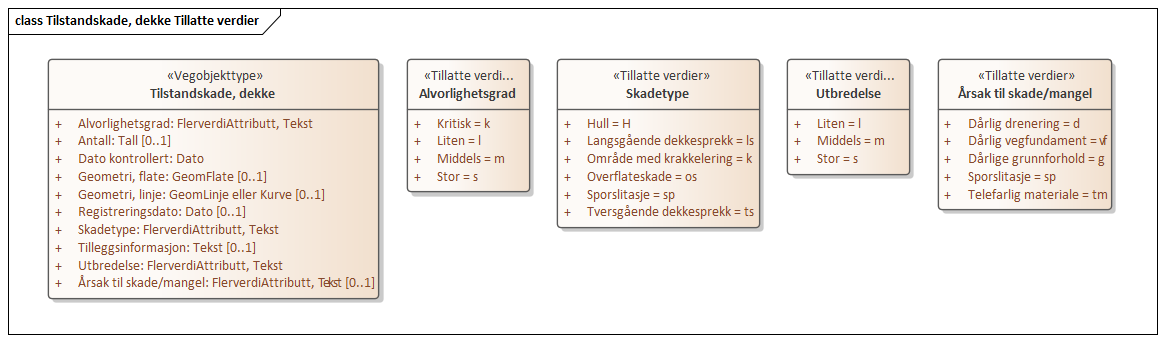 class Tilstandskade, dekke Tillatte verdier
«Vegobjekttype»
Tilstandskade, dekke
+ Alvorlighetsgrad: FlerverdiAttributt, Tekst
+ Antall: Tall [0..1]
+ Dato kontrollert: Dato
+ Geometri, flate: GeomFlate [0..1]
+ Geometri, linje: GeomLinje eller Kurve [0..1]
+ Registreringsdato: Dato [0..1]
+ Skadetype: FlerverdiAttributt, Tekst
+ Tilleggsinformasjon: Tekst [0..1]
+ Utbredelse: FlerverdiAttributt, Tekst
+ Årsak til skade/mangel: FlerverdiAttributt, Tekst [0..1]
«Tillatte verdi...
Alvorlighetsgrad
+ Kritisk = k
+ Liten = l
+ Middels = m
+ Stor = s
«Tillatte verdier»
Skadetype
+ Hull = H
+ Langsgående dekkesprekk = ls
+ Område med krakkelering = k
+ Overflateskade = os
+ Sporslitasje = sp
+ Tversgående dekkesprekk = ts
«Tillatte verdi...
Utbredelse
+ Liten = l
+ Middels = m
+ Stor = s
«Tillatte verdier»
Årsak til skade/mangel
+ Dårlig drenering = d
+ Dårlig vegfundament = vf
+ Dårlige grunnforhold = g
+ Sporslitasje = sp
+ Telefarlig materiale = tm